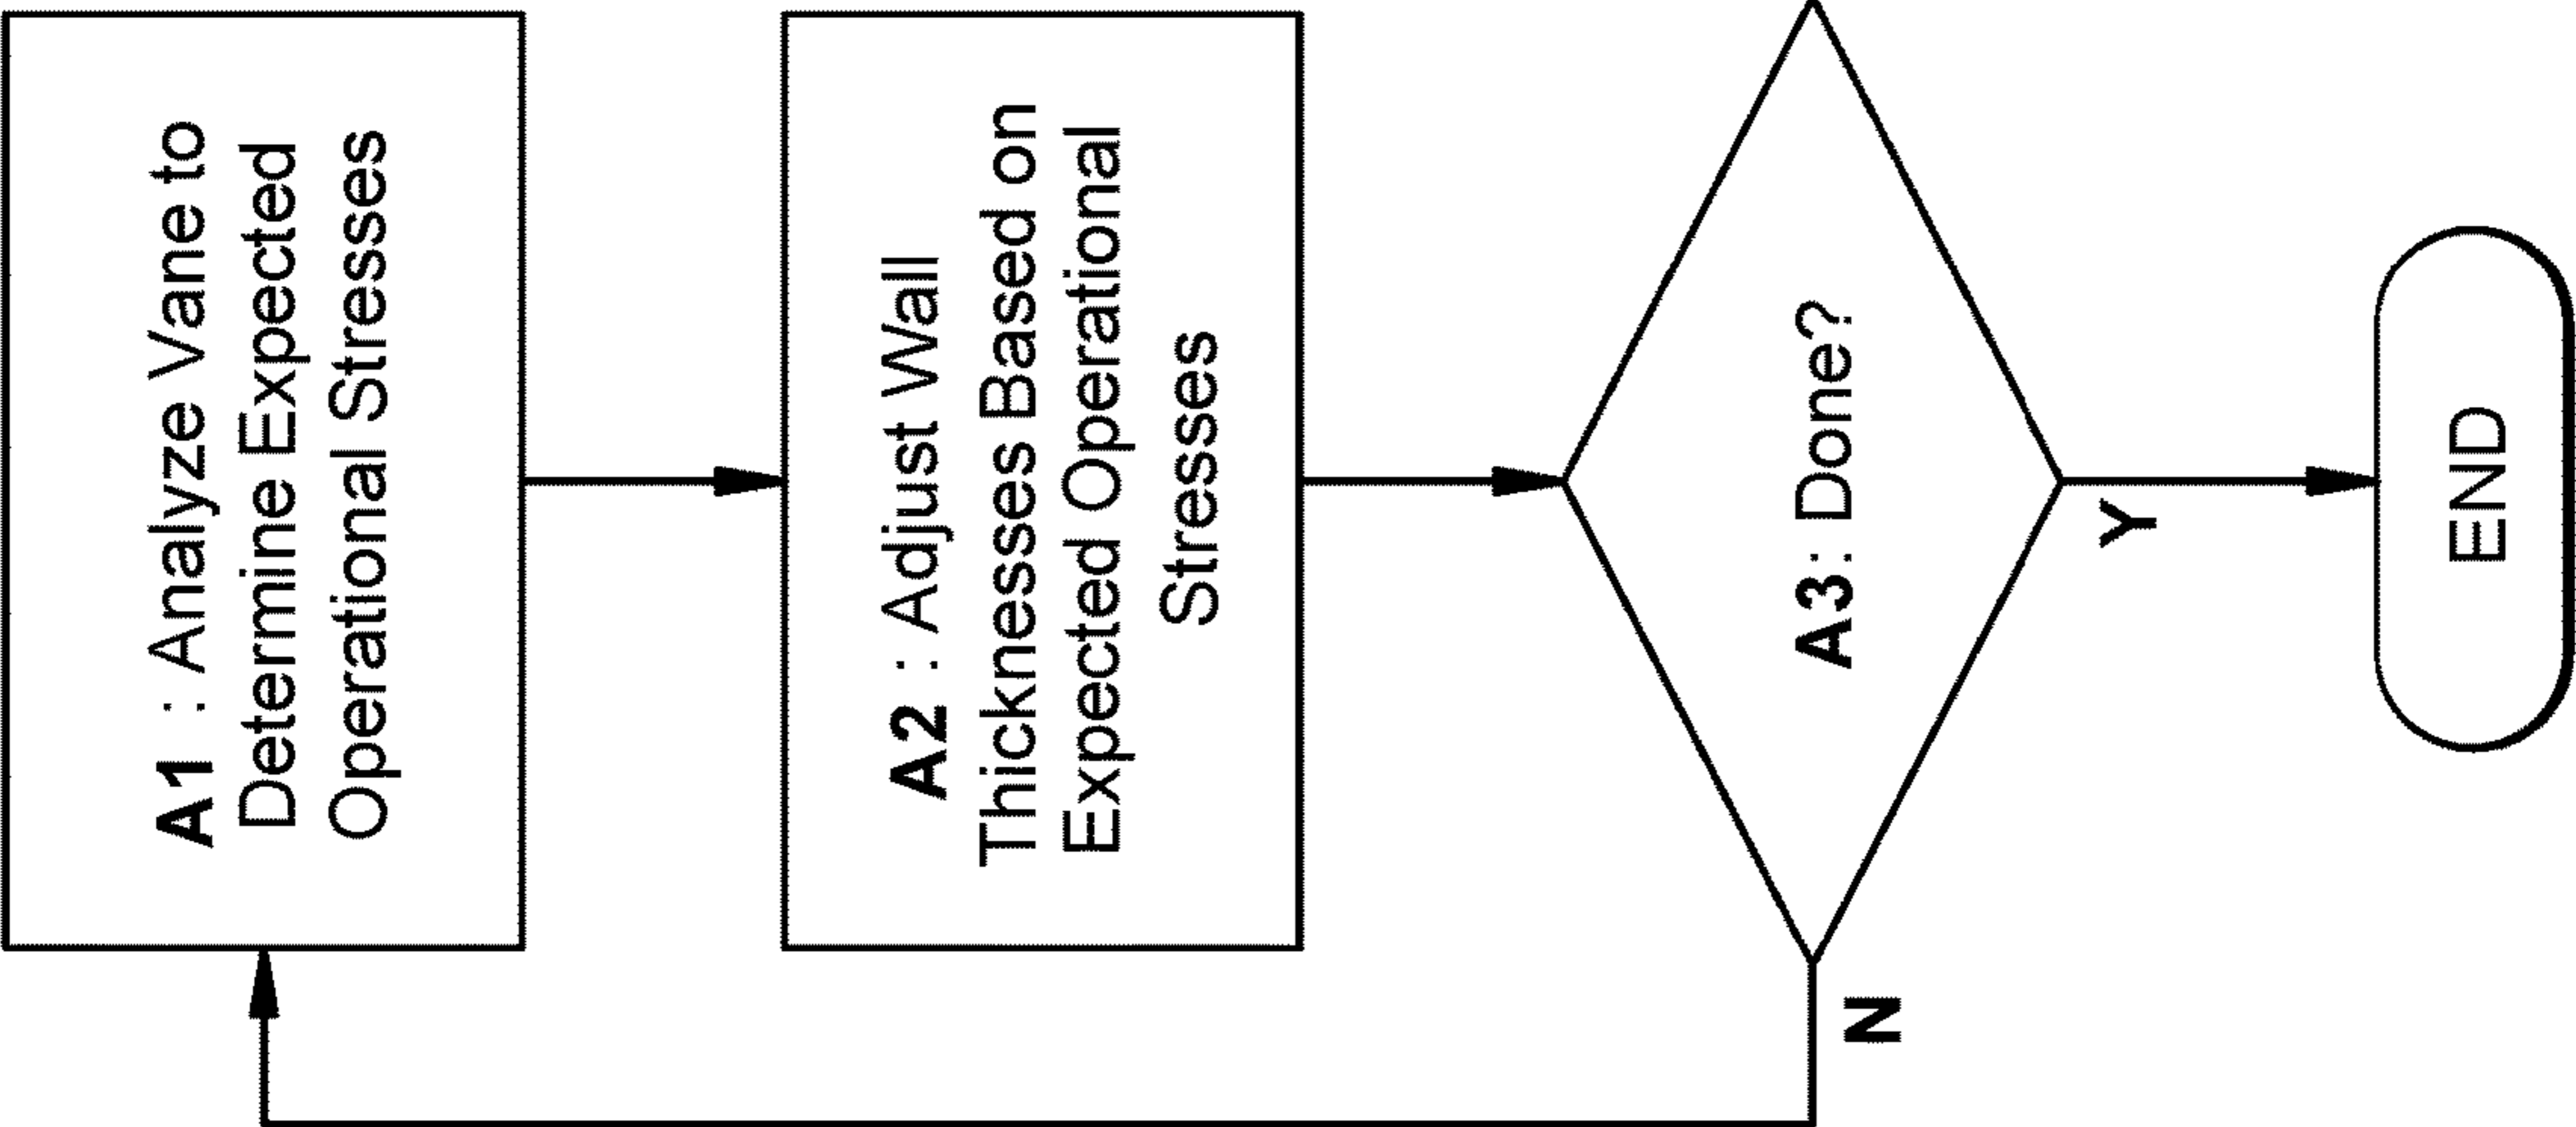 A1 : Analyze Vane to
Determine Expected
Operational Stresses
A2 : Adjust Wall
Thicknesses Based on
Expected Operational
Stresses
A3: Done?
N
Y
END